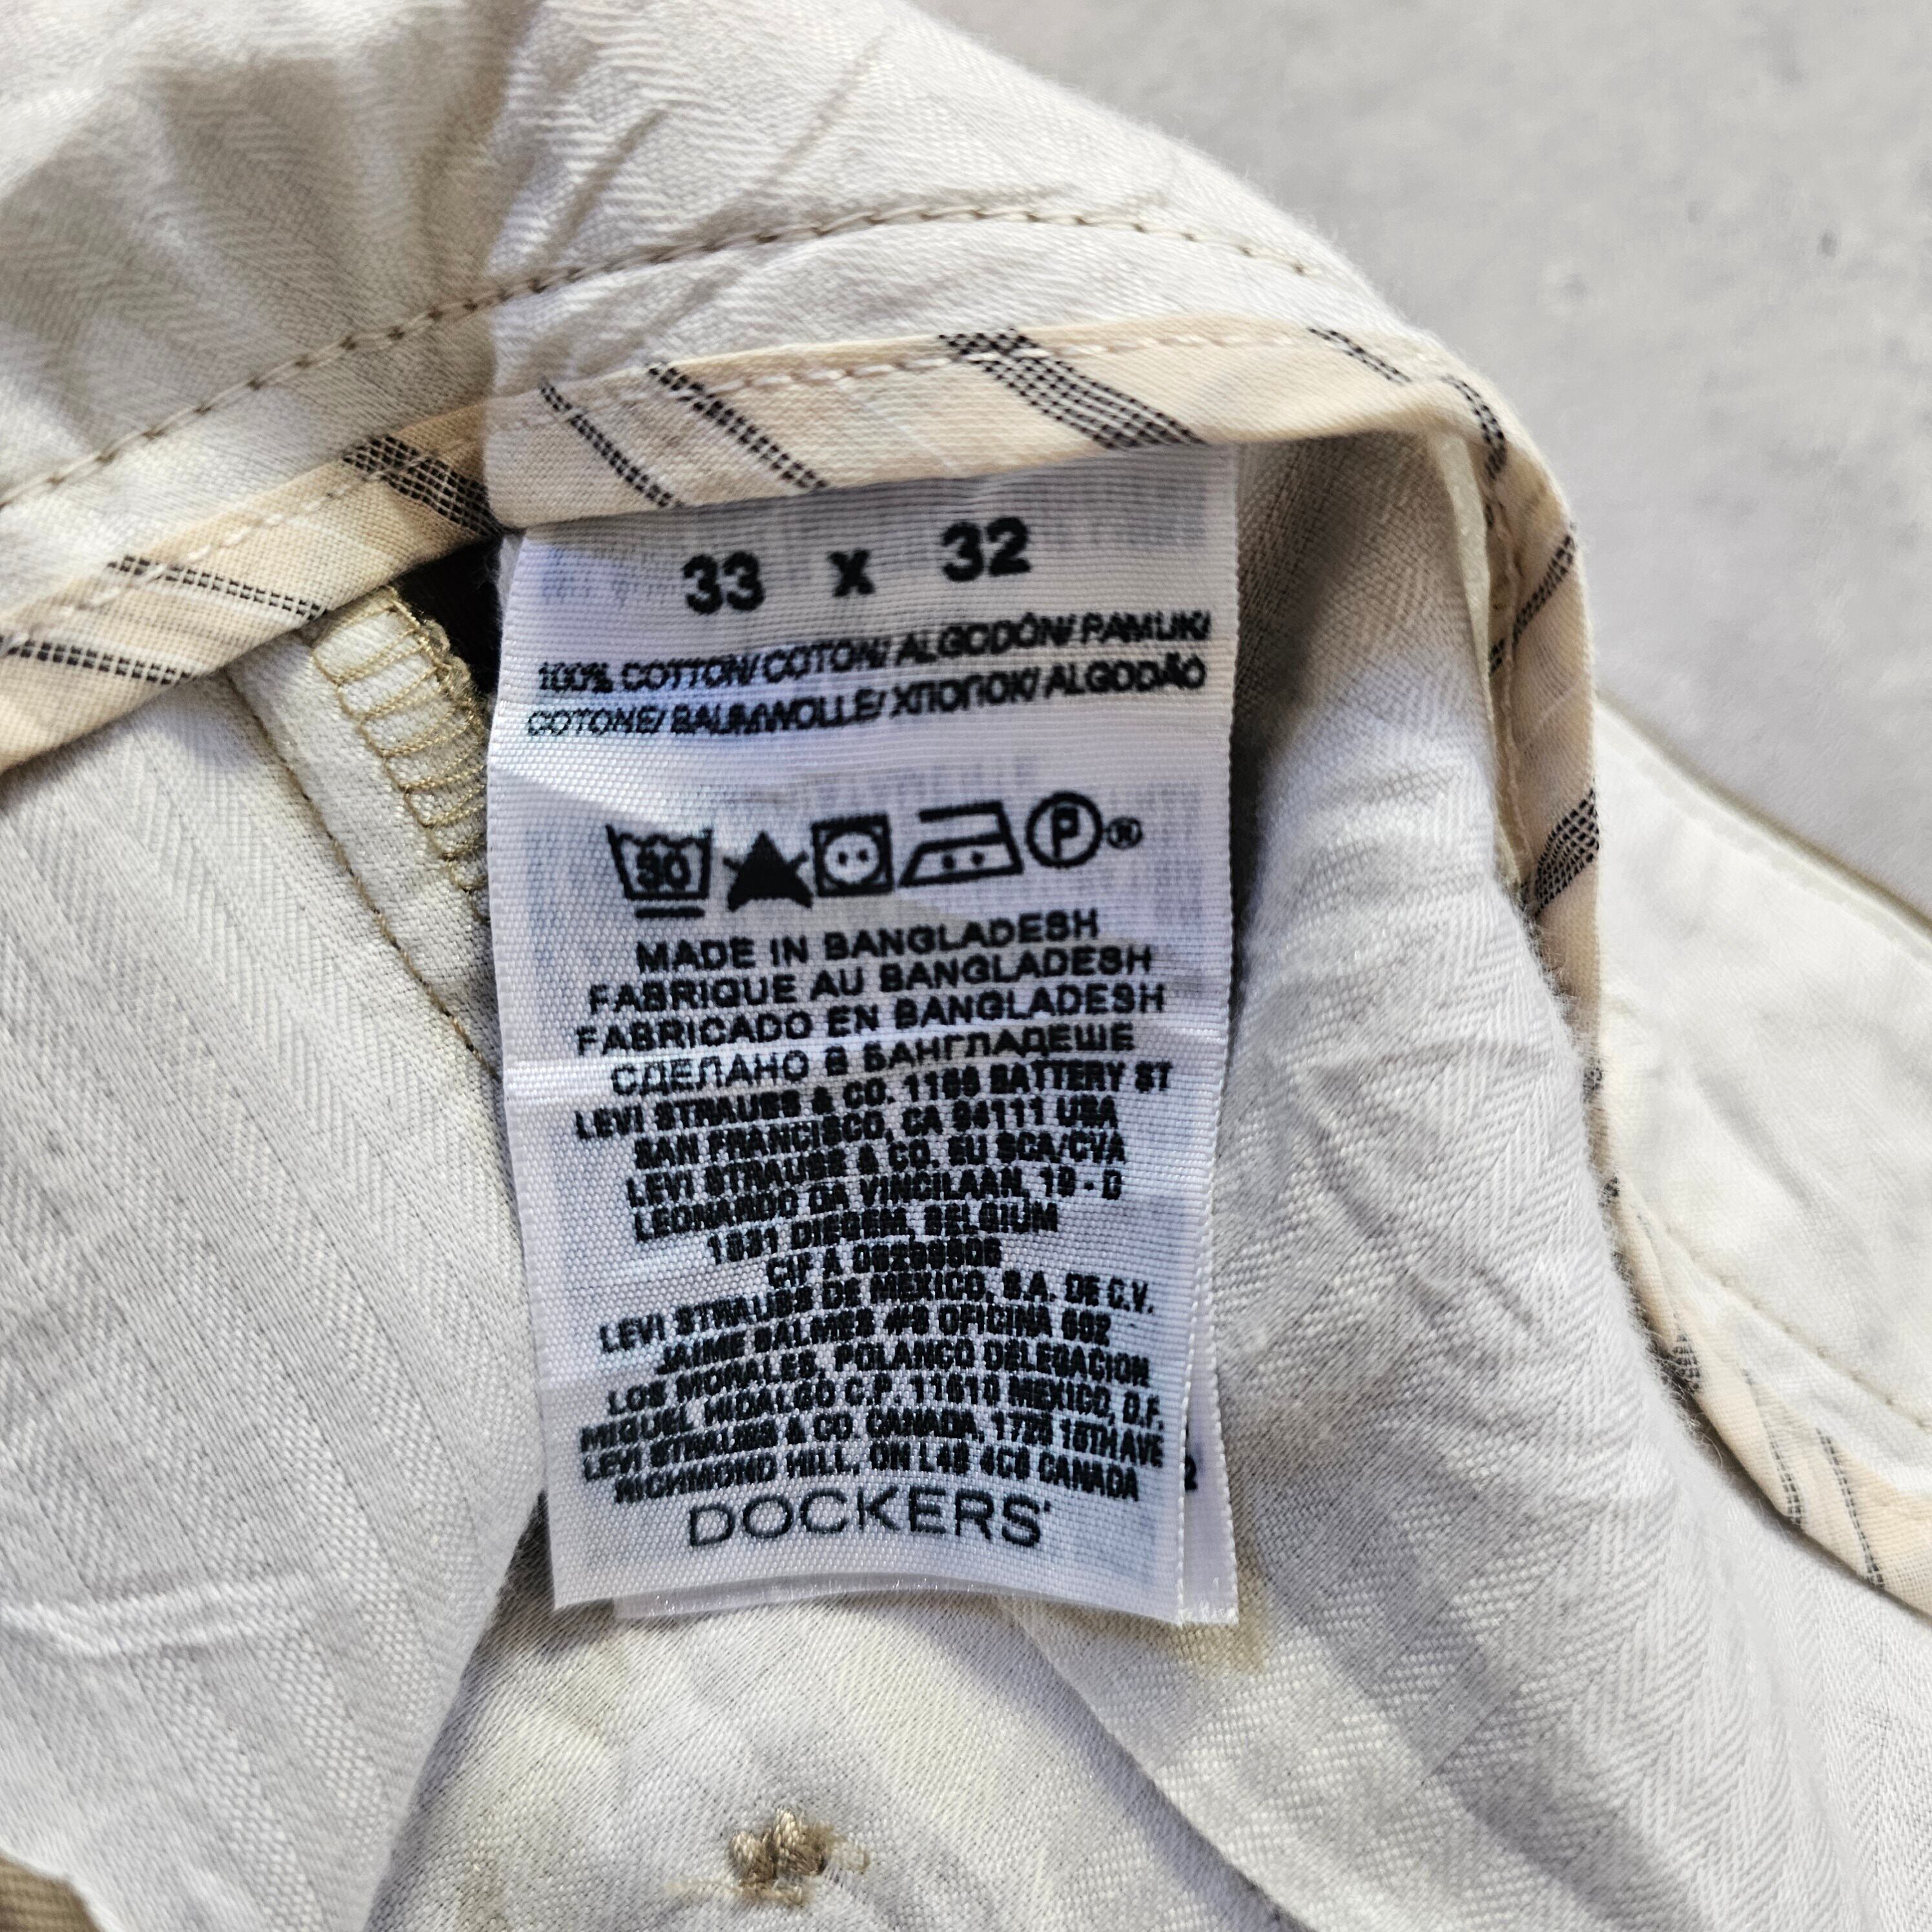 33 x 32
100% COTTON/ COTON/ ALGODÓN/ PAMUK/
COTONE/ BAUMWOLLE/ ХЛОПОК/ ALGODÃO
30
P ®
MADE IN BANGLADESH
FABRIQUE AU BANGLADESH
FABRICADO EN BANGLADESH
СДЕЛАНО В БАНГЛАДЕШЕ
LEVI STRAUSS & CO. 1155 BATTERY ST
SAN FRANCISCO, CA 94111 USA
LEVI STRAUSS & CO. EU SCA/CVA
LEONARDO DA VINCILAAN, 19 - D
1831 DIEGEM, BELGIUM
CIF A
LEVI STRAUSS DE MEXICO, S.A. DE C.V.
JAIME BALMES #8 OFICINA 602
LOS MORALES, POLANCO DELEGACION
MIGUEL HIDALGO C.P. 11510 MEXICO, D.F.
LEVI STRAUSS & CO. CANADA, 1725 16TH AVE
RICHMOND HILL, ON L4B 4C6 CANADA
DOCKERS®
2